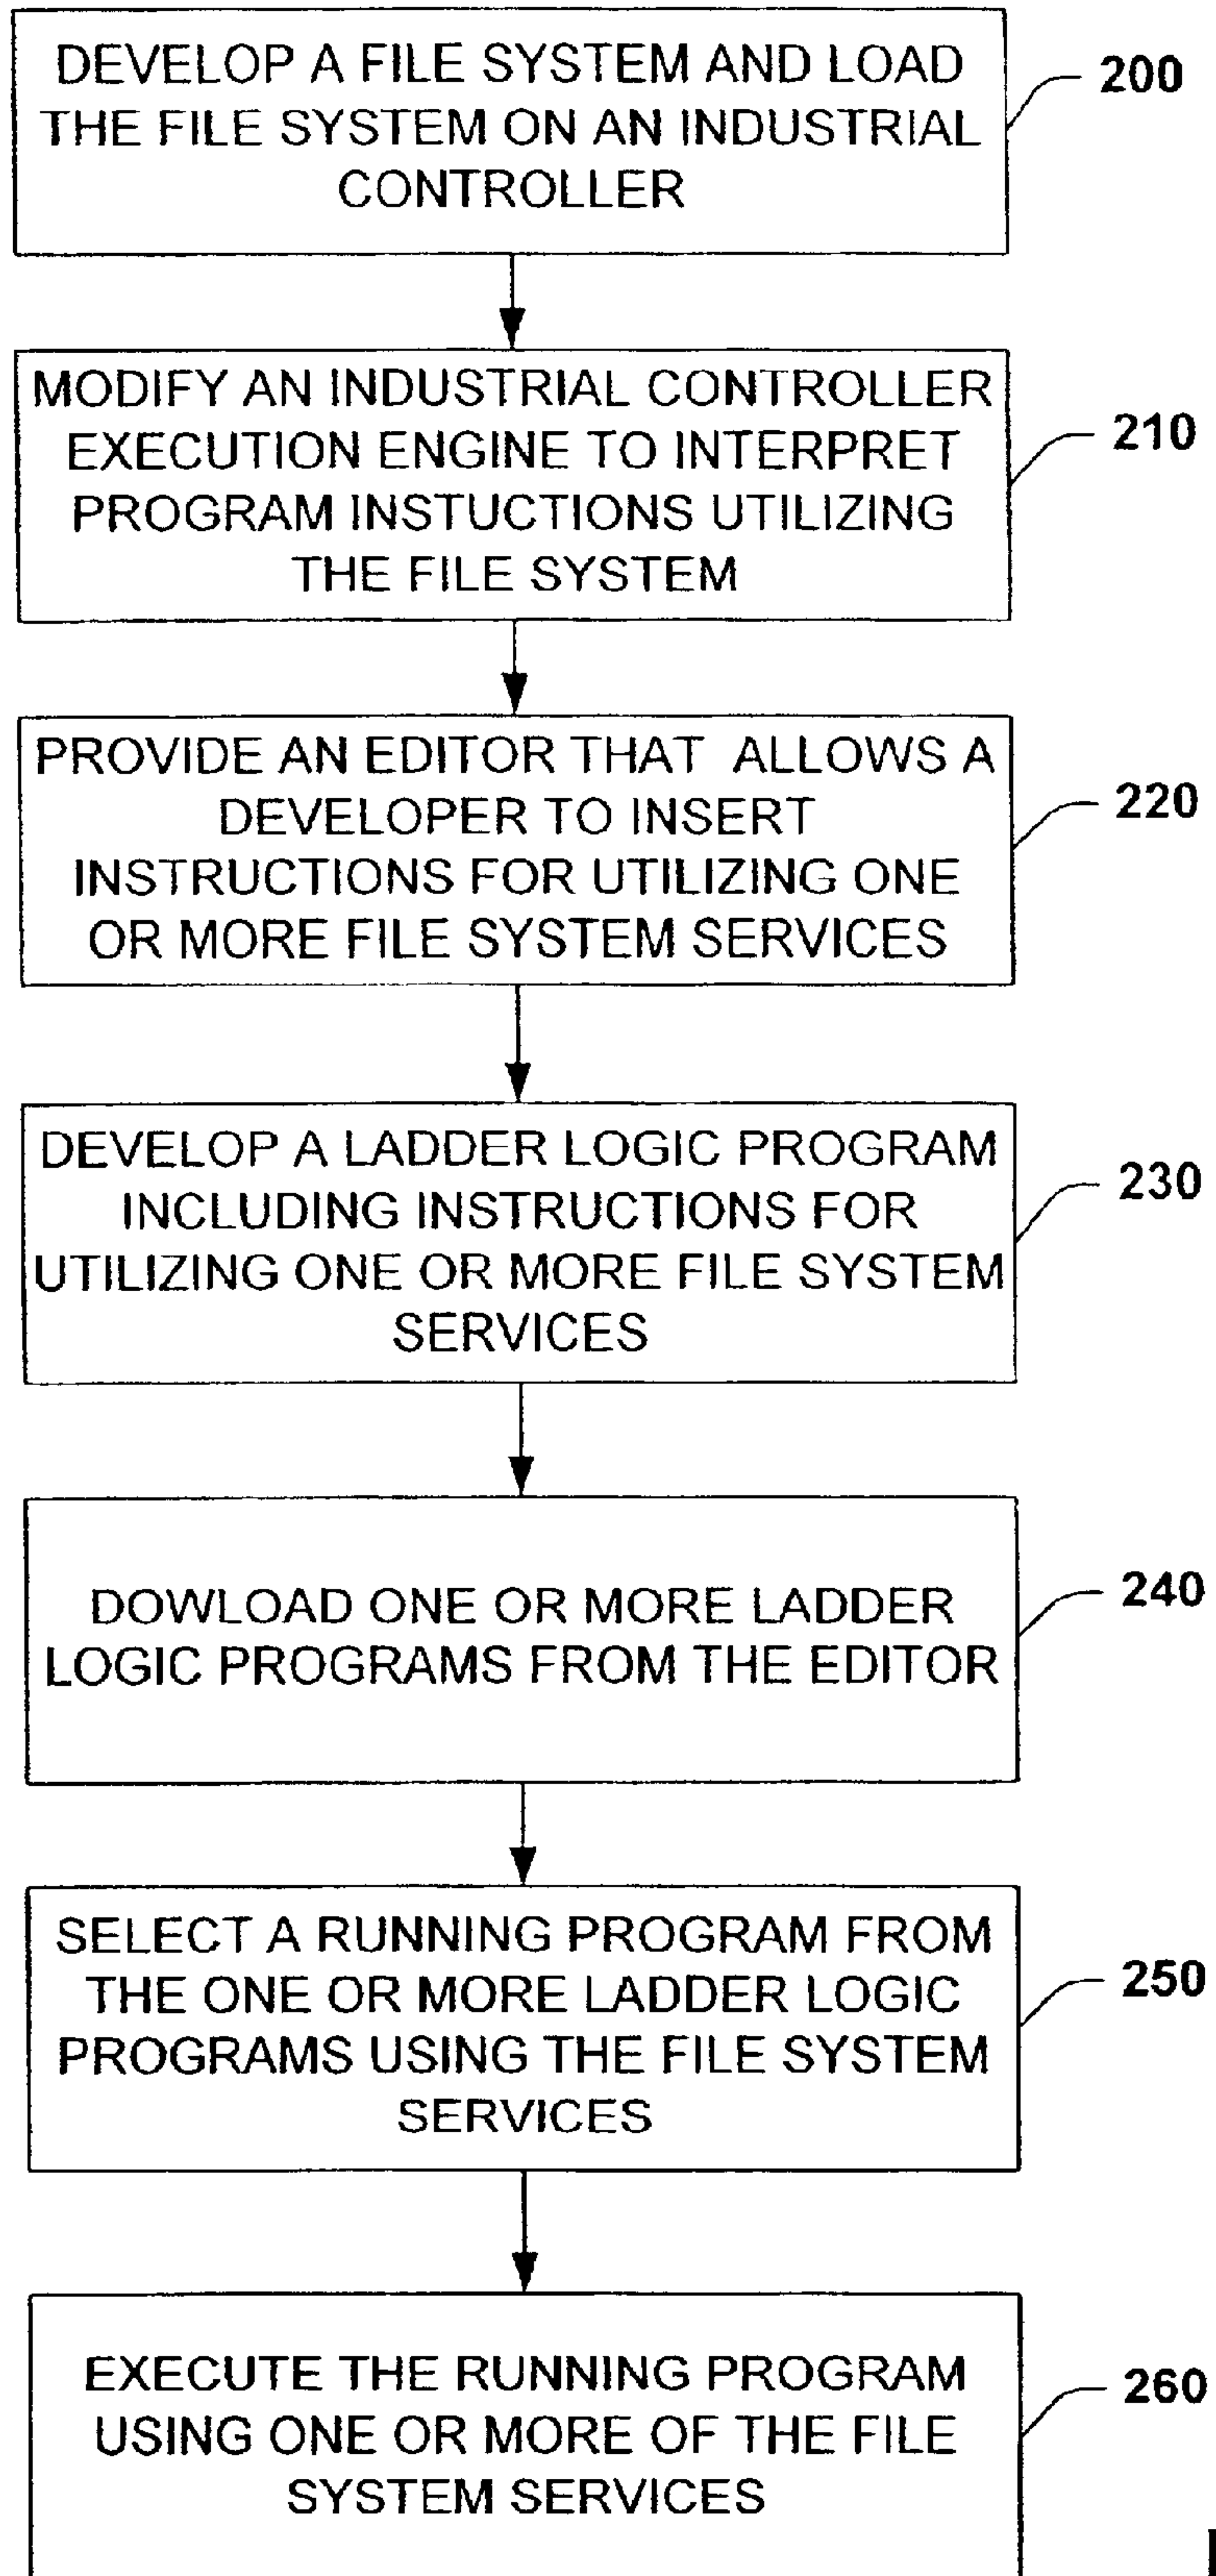 DEVELOP A FILE SYSTEM AND LOAD
THE FILE SYSTEM ON AN INDUSTRIAL
CONTROLLER
200
MODIFY AN INDUSTRIAL CONTROLLER
EXECUTION ENGINE TO INTERPRET
PROGRAM INSTUCTIONS UTILIZING
THE FILE SYSTEM
210
PROVIDE AN EDITOR THAT ALLOWS A
DEVELOPER TO INSERT
INSTRUCTIONS FOR UTILIZING ONE
OR MORE FILE SYSTEM SERVICES
220
DEVELOP A LADDER LOGIC PROGRAM
INCLUDING INSTRUCTIONS FOR
UTILIZING ONE OR MORE FILE SYSTEM
SERVICES
230
DOWLOAD ONE OR MORE LADDER
LOGIC PROGRAMS FROM THE EDITOR
240
SELECT A RUNNING PROGRAM FROM
THE ONE OR MORE LADDER LOGIC
PROGRAMS USING THE FILE SYSTEM
SERVICES
250
EXECUTE THE RUNNING PROGRAM
USING ONE OR MORE OF THE FILE
SYSTEM SERVICES
260